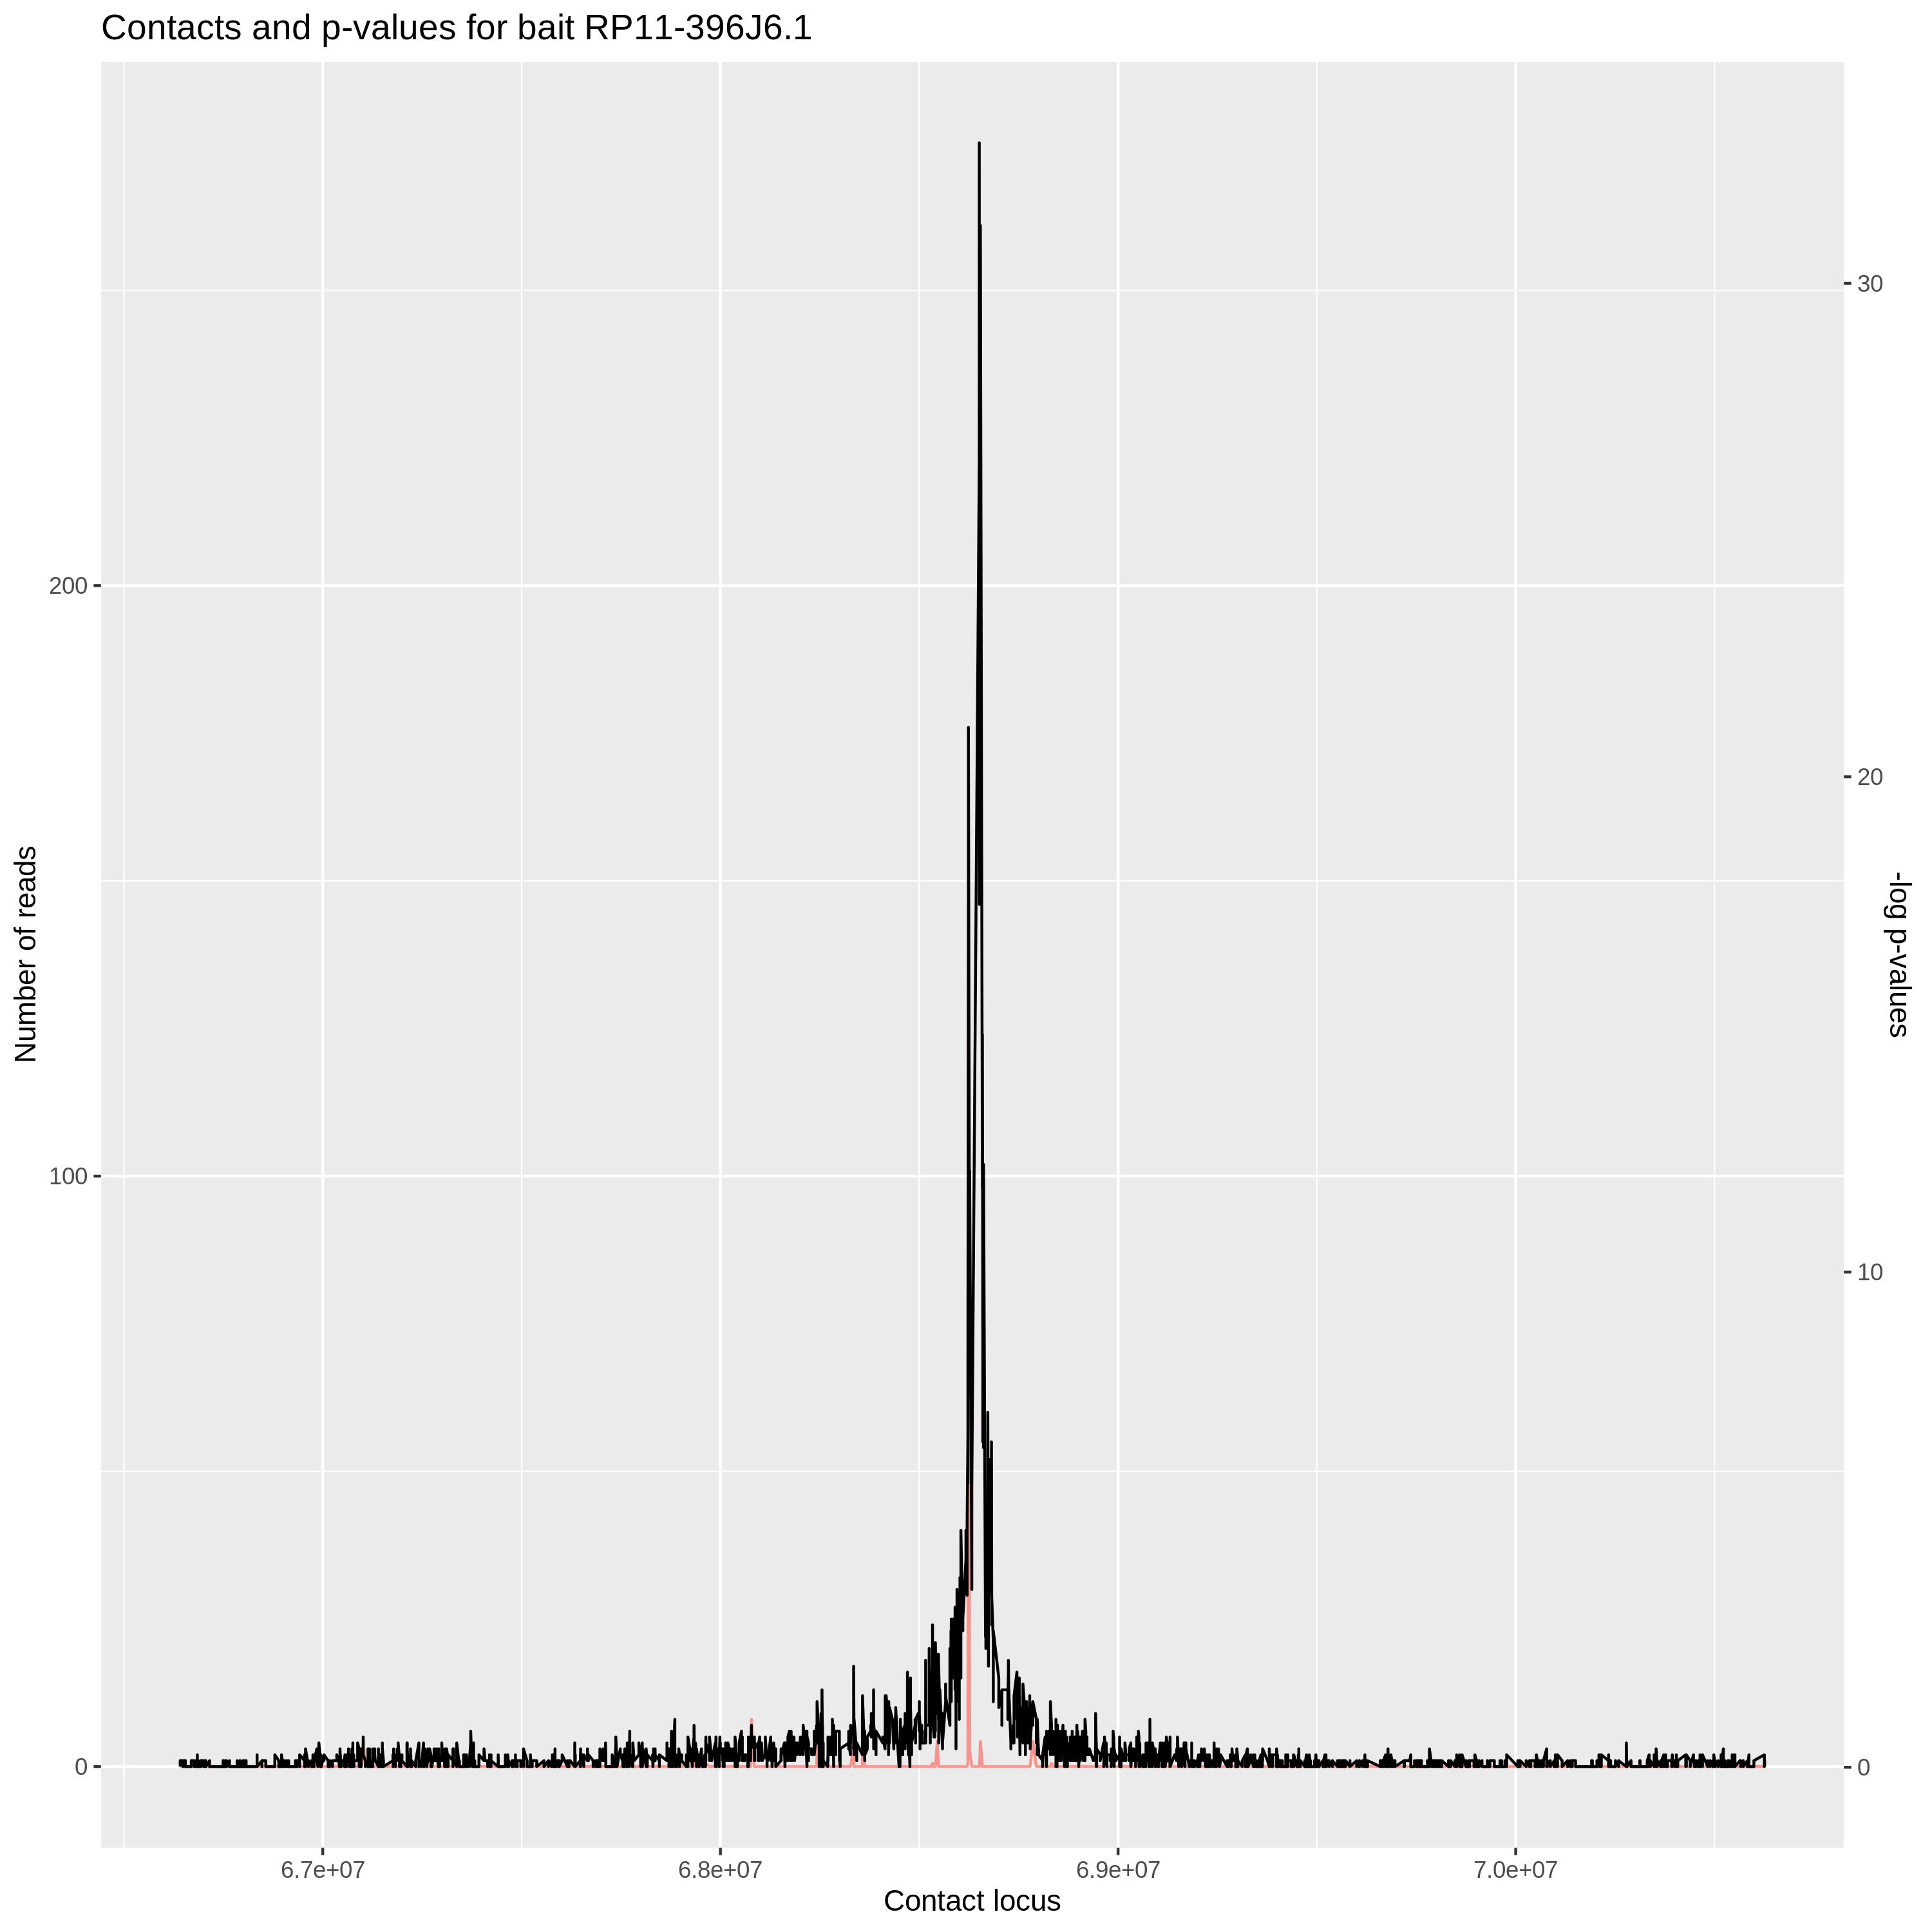 Contacts and p-values for bait RP11-396J6.1
Number of reads
200
100
0
30
20
10
0
-log p-values
6.7e+07 6.8e+07 6.9e+07 7.0e+07
Contact locus